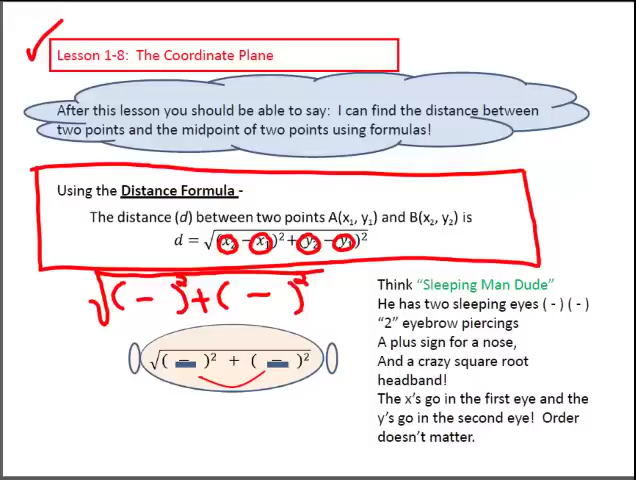 Lesson 1-8: The Coordinate Plane
After this lesson you should be able to say: I can find the distance between
two points and the midpoint of two points using formulas!
Using the Distance Formula -
The distance (d) between two points A(x₁, y₁) and B(x₂, y₂) is
d = √(x₂ − x₁)² + (y₂ − y₁)²
√( − )² + ( − )²
Think “Sleeping Man Dude”
He has two sleeping eyes ( - ) ( - )
“2” eyebrow piercings
A plus sign for a nose,
And a crazy square root
headband!
The x’s go in the first eye and the
y’s go in the second eye! Order
doesn’t matter.
√( − )² + ( − )²